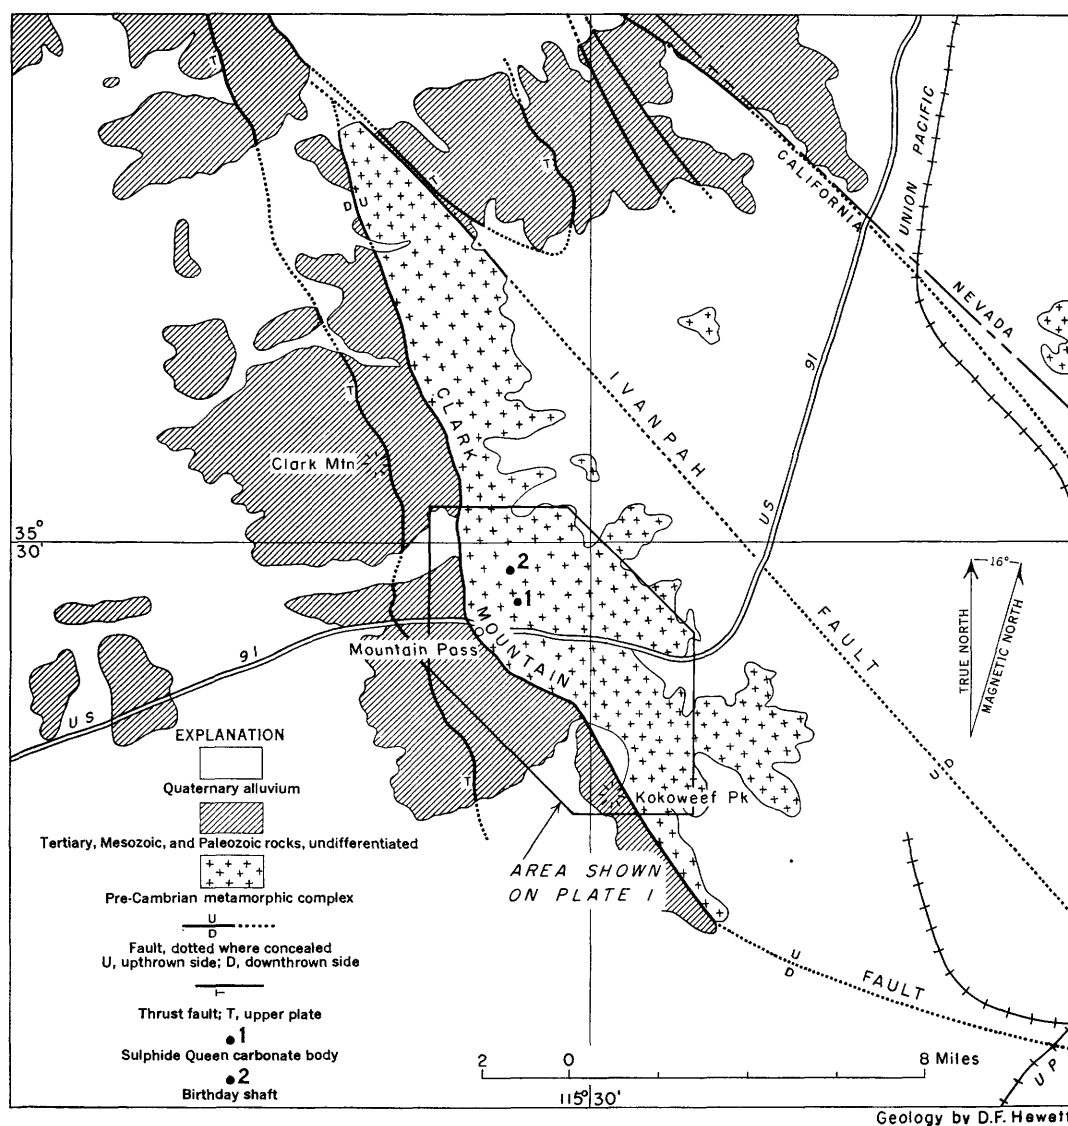 T
T
T
T
D U
UNION PACIFIC
CALIFORNIA
NEVADA
91
IVANPAH
CLARK
T
Clark Mtn
US
35°
30'
2
1
16°
TRUE NORTH
MAGNETIC NORTH
MOUNTAIN
FAULT
91
Mountain Pass
US
D
U
T
Kokoweef Pk
EXPLANATION
Quaternary alluvium
Tertiary, Mesozoic, and Paleozoic rocks, undifferentiated
Pre-Cambrian metamorphic complex
U
D
Fault, dotted where concealed
U, upthrown side; D, downthrown side
T
Thrust fault; T, upper plate
1
Sulphide Queen carbonate body
2
Birthday shaft
AREA SHOWN
ON PLATE 1
U
D
FAULT
UP
2 0 8 Miles
115°30'
Geology by D.F. Hewett